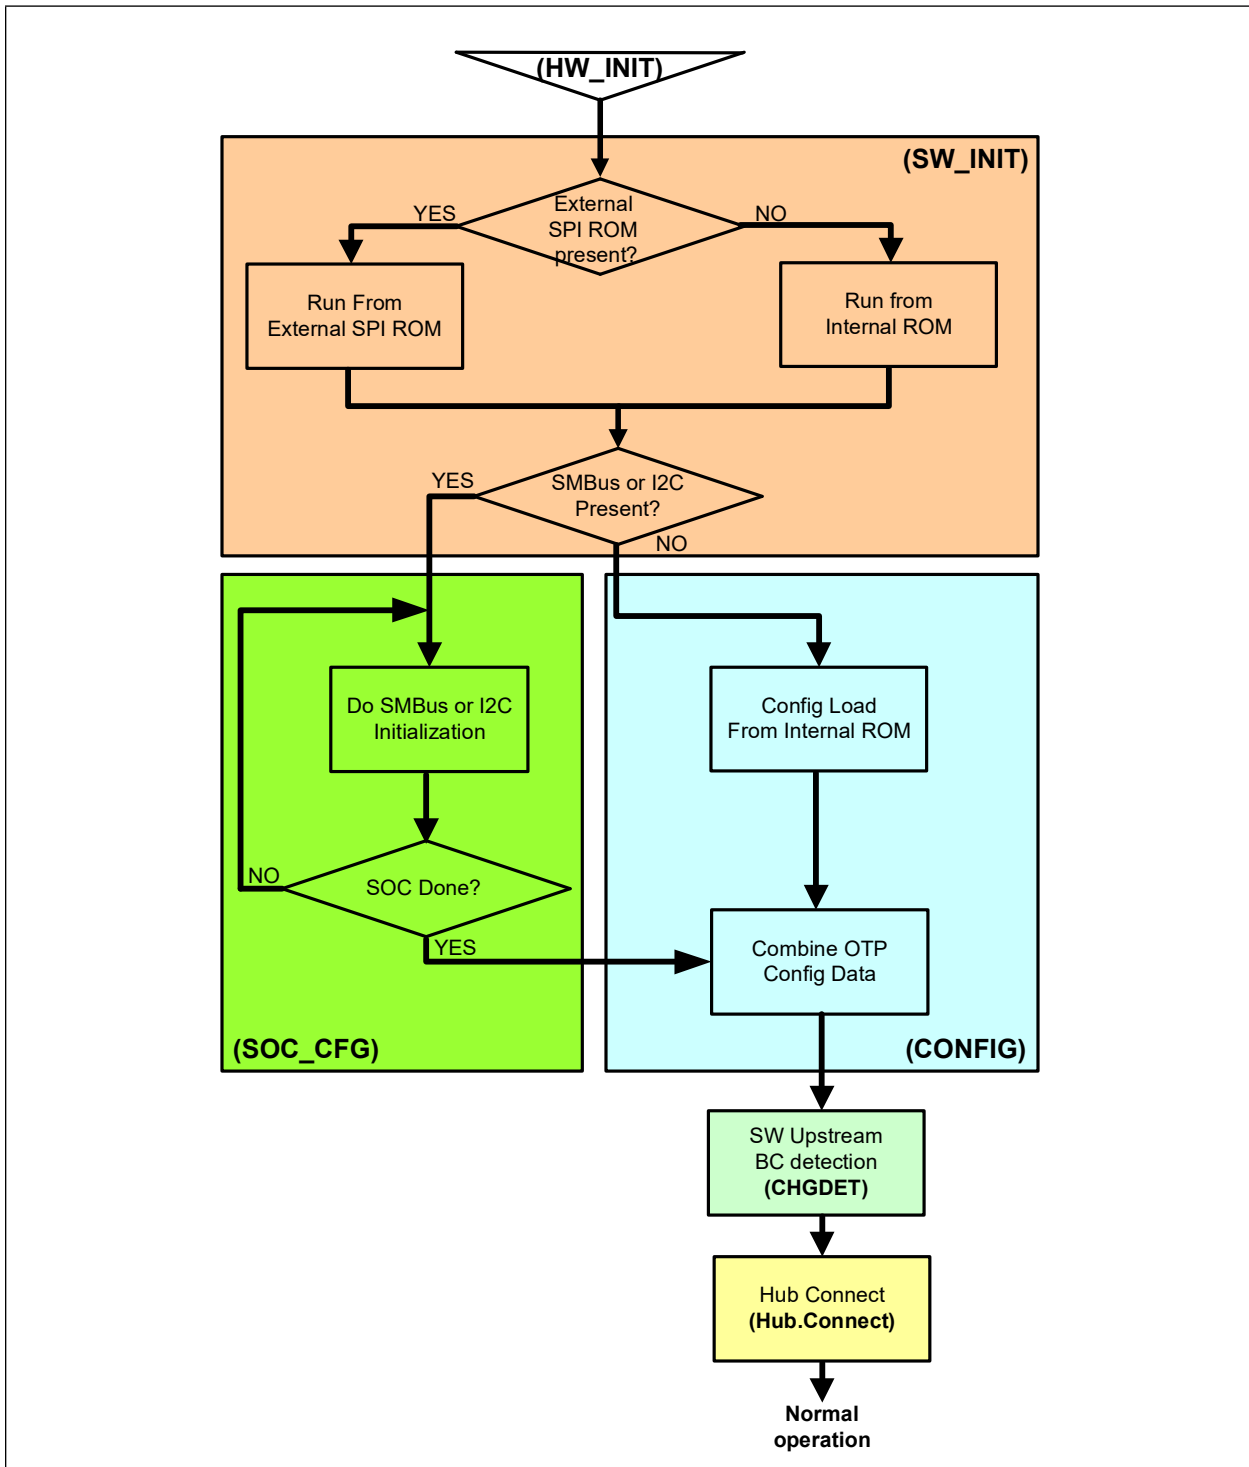 (HW_INIT)
(SW_INIT)
External
SPI ROM
present?
YES
NO
Run From
External SPI ROM
Run from
Internal ROM
SMBus or I2C
Present?
YES
NO
Do SMBus or I2C
Initialization
Config Load
From Internal ROM
SOC Done?
NO
YES
Combine OTP
Config Data
(SOC_CFG)
(CONFIG)
SW Upstream
BC detection
(CHGDET)
Hub Connect
(Hub.Connect)
Normal
operation